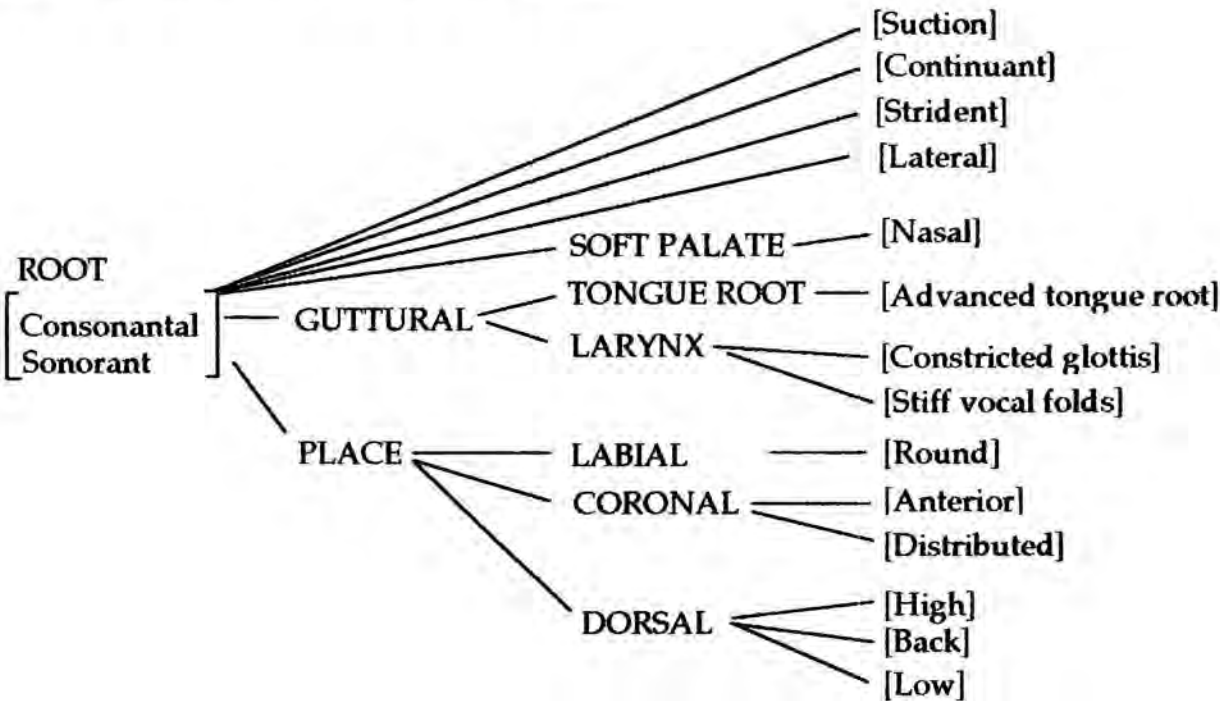 [Suction]
[Continuant]
[Strident]
[Lateral]
SOFT PALATE
[Nasal]
ROOT
Consonantal
Sonorant
GUTTURAL
TONGUE ROOT
[Advanced tongue root]
LARYNX
[Constricted glottis]
[Stiff vocal folds]
PLACE
LABIAL
[Round]
CORONAL
[Anterior]
[Distributed]
DORSAL
[High]
[Back]
[Low]